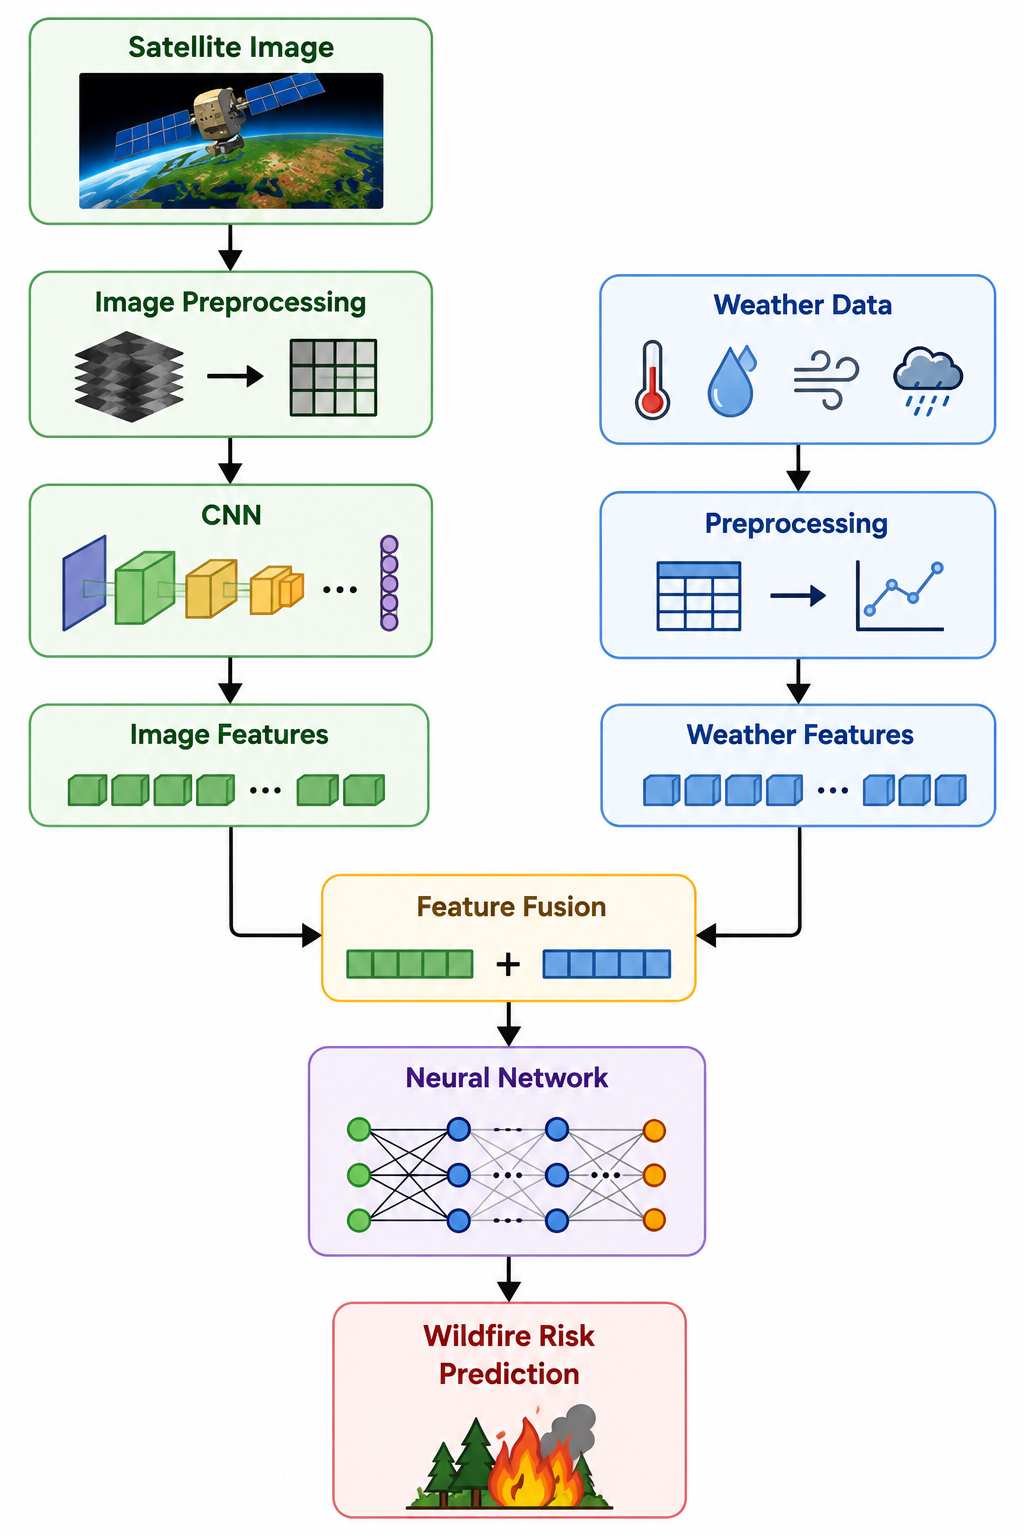 Satellite Image
Image Preprocessing
CNN
Image Features
Weather Data
Preprocessing
Weather Features
Feature Fusion
Neural Network
Wildfire Risk
Prediction